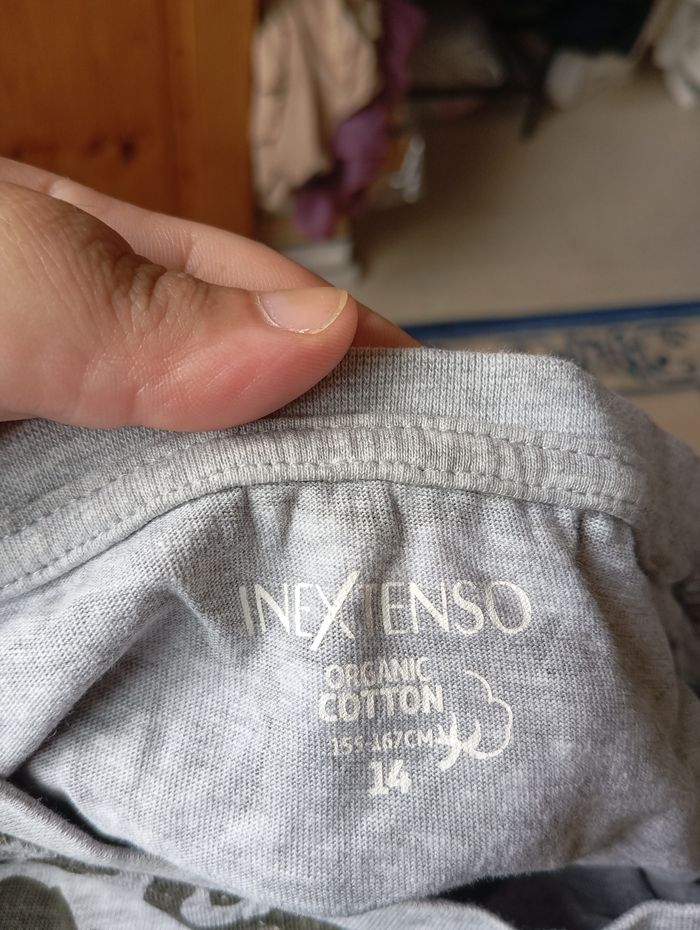 INEXTENSO
ORGANIC
COTTON
155-167CM
14